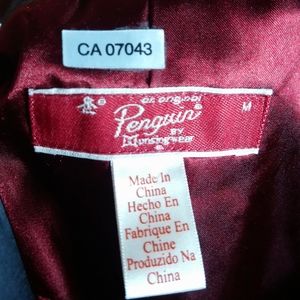 CA 07043
an original
Penguin
BY
Munsingwear
M
Made In
China
Hecho En
China
Fabrique En
Chine
Produzido Na
China